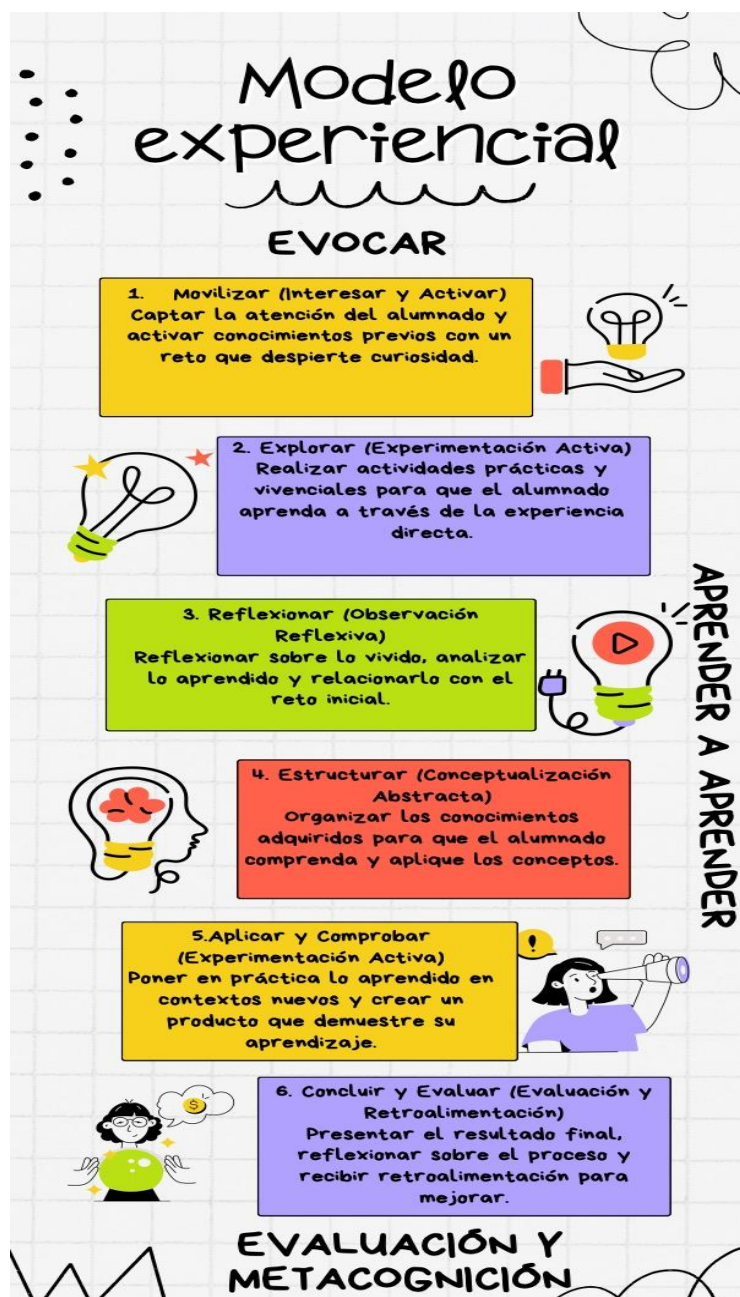 Modelo
experiencial
EVOCAR
1. Movilizar (Interesar y Activar)
Captar la atención del alumnado y
activar conocimientos previos con un
reto que despierte curiosidad.
2. Explorar (Experimentación Activa)
Realizar actividades prácticas y
vivenciales para que el alumnado
aprenda a través de la experiencia
directa.
3. Reflexionar (Observación
Reflexiva)
Reflexionar sobre lo vivido, analizar
lo aprendido y relacionarlo con el
reto inicial.
APRENDER A APRENDER
4. Estructurar (Conceptualización
Abstracta)
Organizar los conocimientos
adquiridos para que el alumnado
comprenda y aplique los conceptos.
5.Aplicar y Comprobar
(Experimentación Activa)
Poner en práctica lo aprendido en
contextos nuevos y crear un
producto que demuestre su
aprendizaje.
!
$
6. Concluir y Evaluar (Evaluación y
Retroalimentación)
Presentar el resultado final,
reflexionar sobre el proceso y
recibir retroalimentación para
mejorar.
EVALUACIÓN Y
METACOGNICIÓN